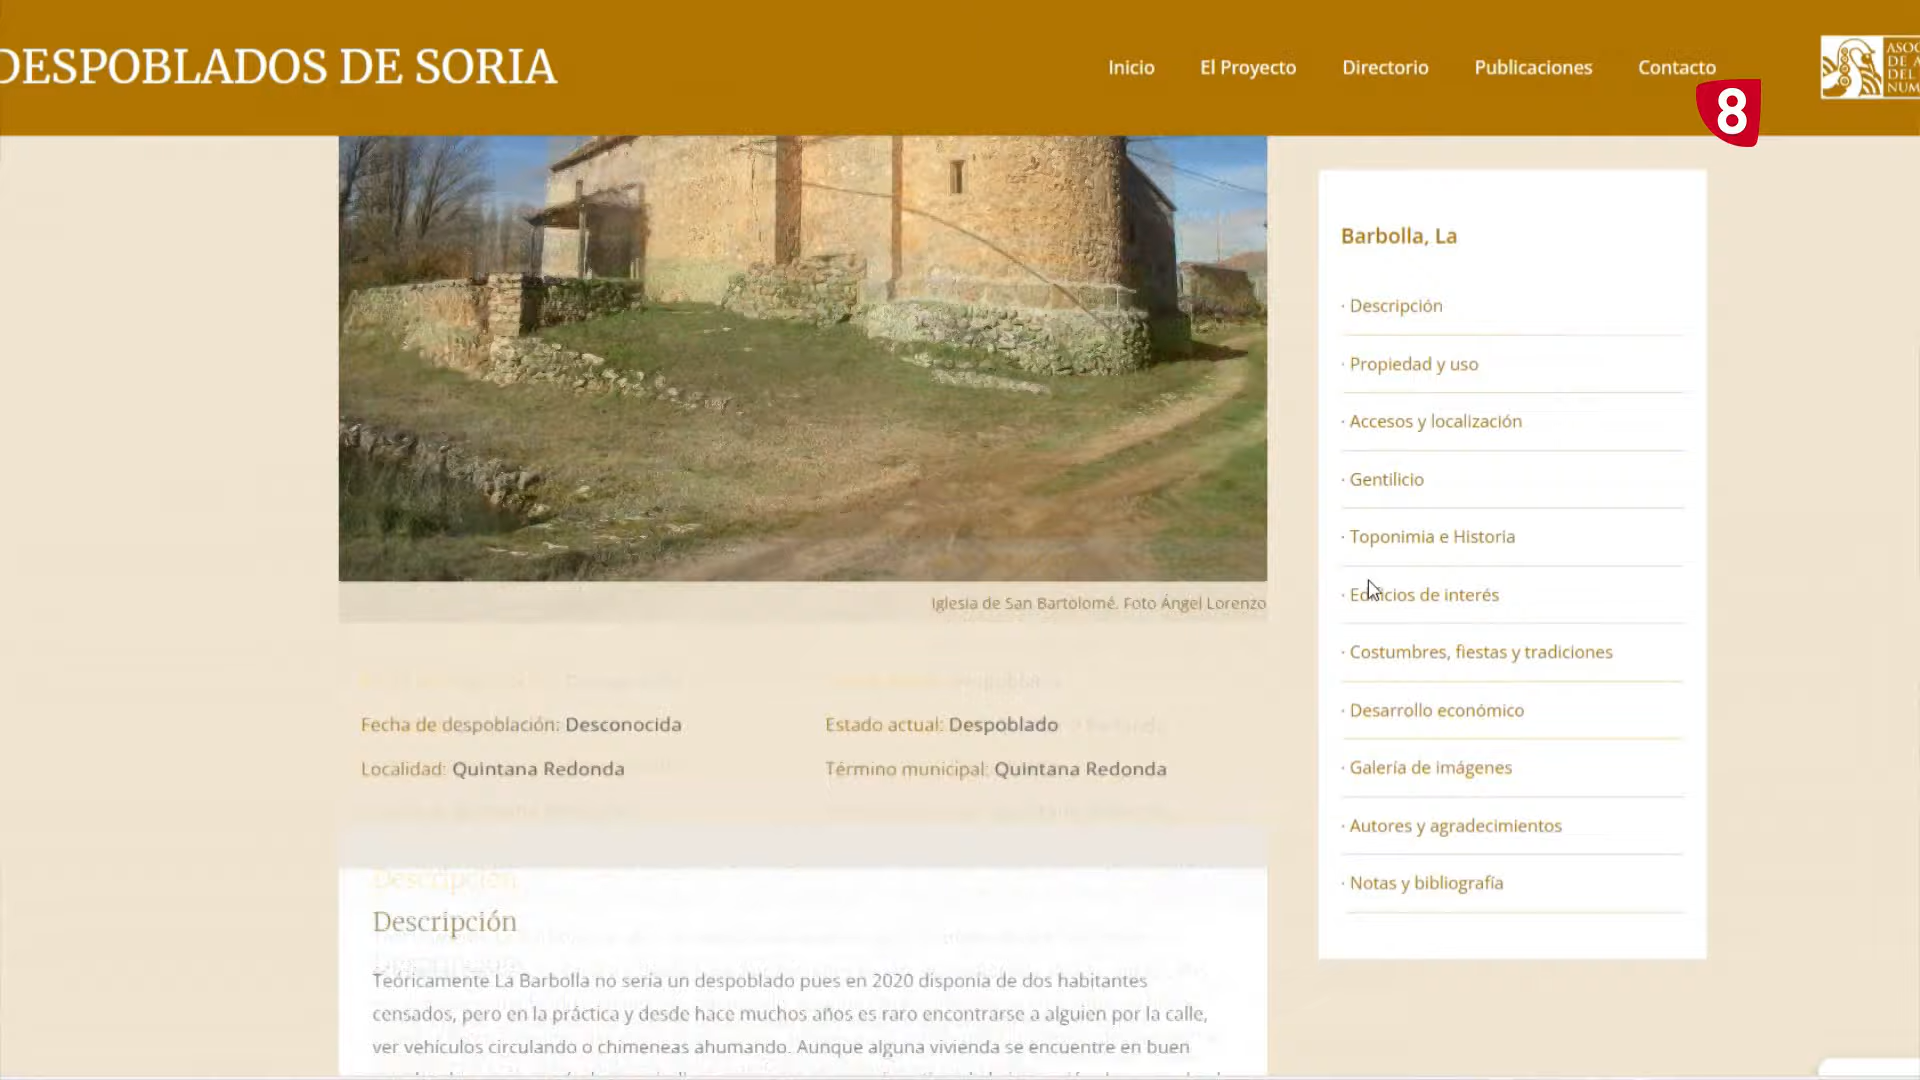 DESPOBLADOS DE SORIA
Inicio
El Proyecto
Directorio
Publicaciones
Contacto
8
Iglesia de San Bartolomé. Foto Ángel Lorenzo
Fecha de despoblación: Desconocida
Estado actual: Despoblado
Localidad: Quintana Redonda
Término municipal: Quintana Redonda
Descripción
Teóricamente La Barbolla no sería un despoblado pues en 2020 disponía de dos habitantes
censados, pero en la práctica y desde hace muchos años es raro encontrarse a alguien por la calle,
ver vehículos circulando o chimeneas ahumando. Aunque alguna vivienda se encuentre en buen
Barbolla, La
· Descripción
· Propiedad y uso
· Accesos y localización
· Gentilicio
· Toponimia e Historia
· Edificios de interés
· Costumbres, fiestas y tradiciones
· Desarrollo económico
· Galería de imágenes
· Autores y agradecimientos
· Notas y bibliografía